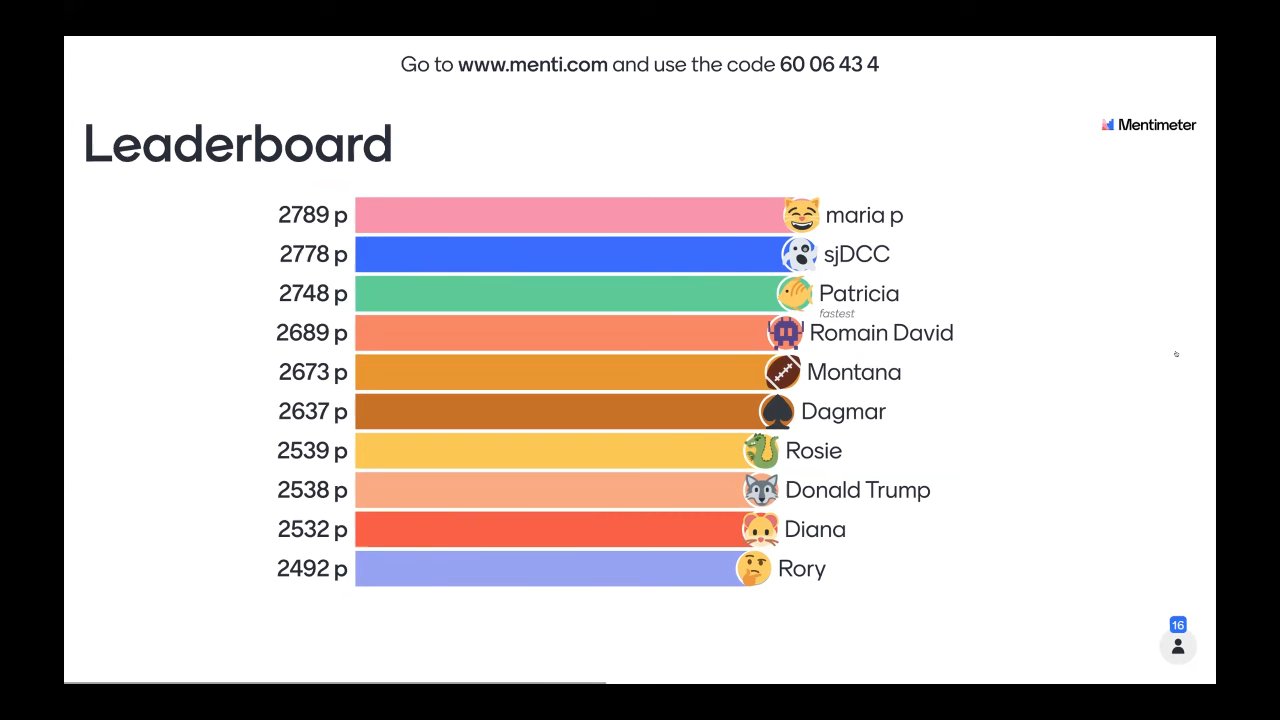 Go to www.menti.com and use the code 60 06 43 4
Mentimeter
Leaderboard
2789 p maria p
2778 p sjDCC
2748 p Patricia
fastest
2689 p Romain David
2673 p Montana
2637 p Dagmar
2539 p Rosie
2538 p Donald Trump
2532 p Diana
2492 p Rory
16